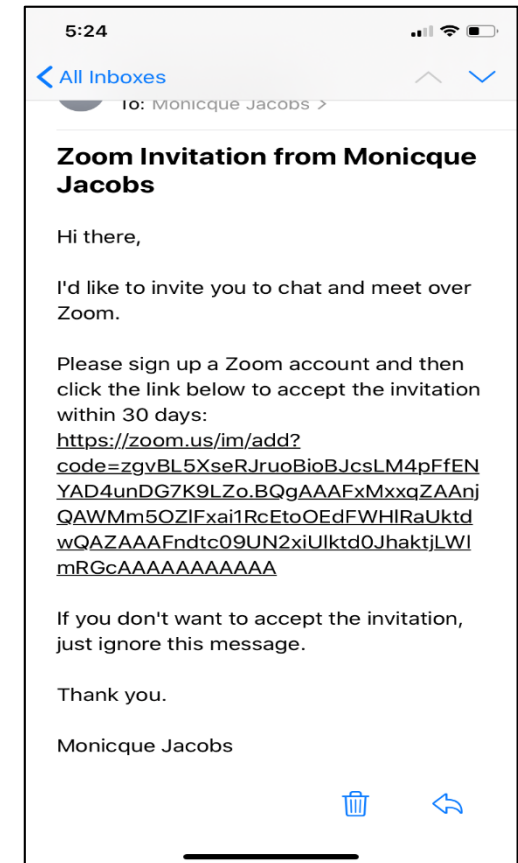 5:24
All Inboxes
To: Monicque Jacobs >
Zoom Invitation from Monicque
Jacobs
Hi there,
I'd like to invite you to chat and meet over
Zoom.
Please sign up a Zoom account and then
click the link below to accept the invitation
within 30 days:
https://zoom.us/im/add?
code=zgvBL5XseRJruoBioBJcsLM4pFfEN
YAD4unDG7K9LZo.BQgAAAFxMxxqZAAnj
QAWMm5OZlFxai1RcEtoOEdFWHlRaUktd
wQAZAAAFndtc09UN2xiUlktd0JhaktjLWl
mRGcAAAAAAAAAAA
If you don't want to accept the invitation,
just ignore this message.
Thank you.
Monicque Jacobs